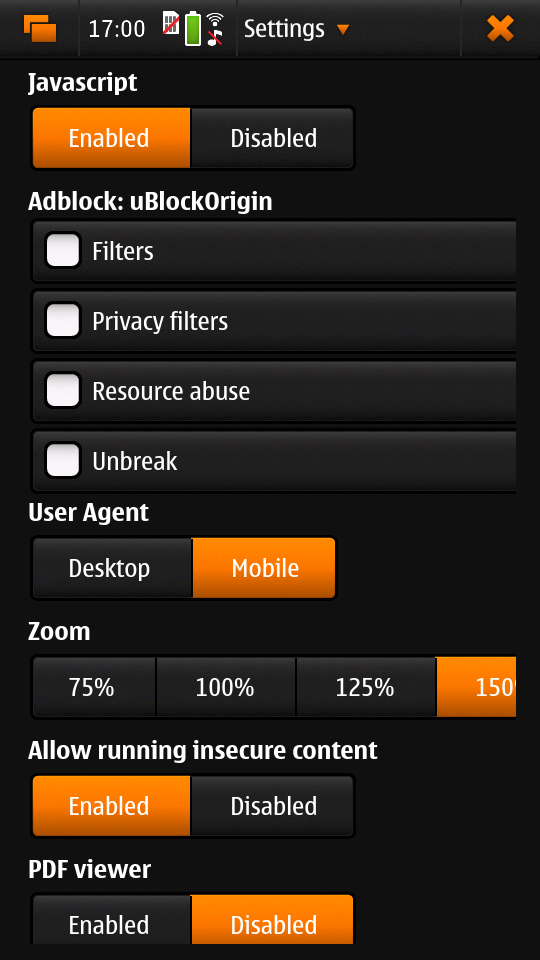 17:00 Settings
Javascript
Enabled Disabled
Adblock: uBlockOrigin
Filters
Privacy filters
Resource abuse
Unbreak
User Agent
Desktop Mobile
Zoom
75% 100% 125% 150
Allow running insecure content
Enabled Disabled
PDF viewer
Enabled Disabled